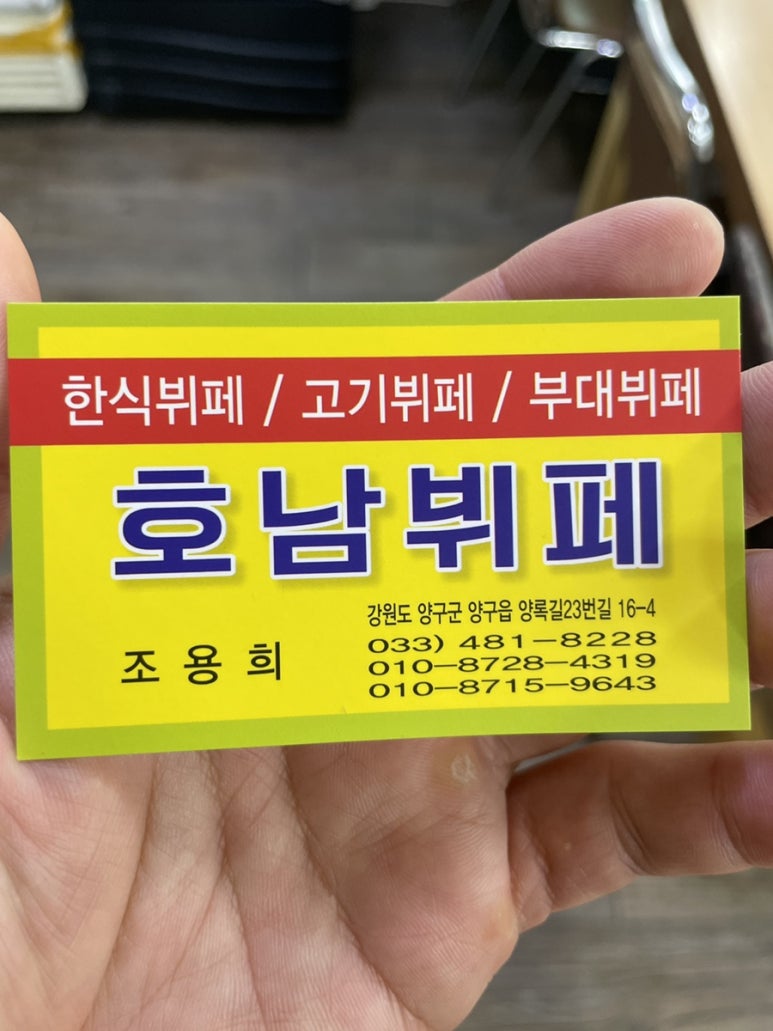 한식뷔페 / 고기뷔페 / 부대뷔페
호남뷔페
강원도 양구군 양구읍 양록길23번길 16-4
조용희
033) 481-8228
010-8728-4319
010-8715-9643